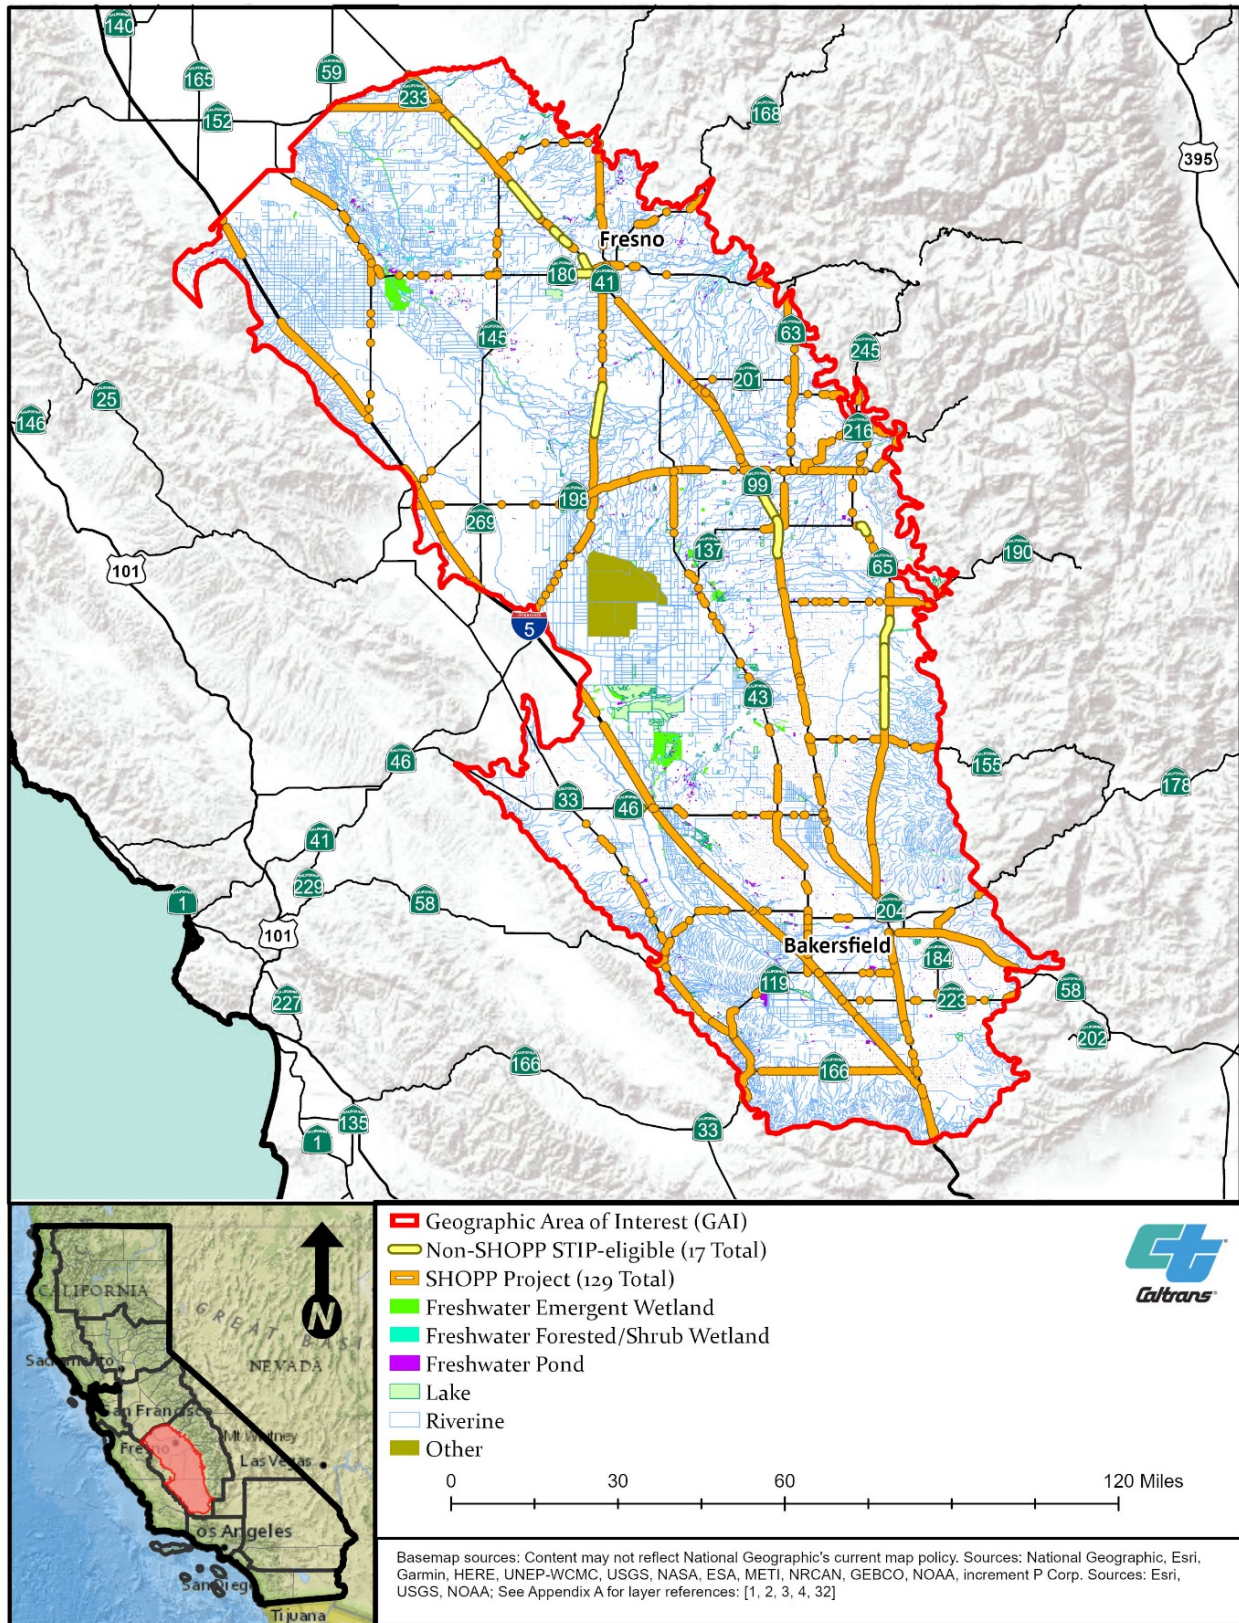 140
165
59
152
233
168
395
Fresno
180
41
63
145
245
201
25
146
216
99
198
269
137
190
101
65
5
43
46
155
33
46
178
41
229
1
58
204
101
Bakersfield
184
119
58
227
223
202
166
166
135
33
1
CALIFORNIA
GREAT BASI
NEVADA
Sacramento
San Francisco
Mt Whitney
Fresno
Las Vegas
os Angeles
San Diego
Tijuana
N
Geographic Area of Interest (GAI)
Non-SHOPP STIP-eligible (17 Total)
SHOPP Project (129 Total)
Freshwater Emergent Wetland
Freshwater Forested/Shrub Wetland
Freshwater Pond
Lake
Riverine
Other
Caltrans
0 30 60 120 Miles
Basemap sources: Content may not reflect National Geographic's current map policy. Sources: National Geographic, Esri,
Garmin, HERE, UNEP-WCMC, USGS, NASA, ESA, METI, NRCAN, GEBCO, NOAA, increment P Corp. Sources: Esri,
USGS, NOAA; See Appendix A for layer references: [1, 2, 3, 4, 32]